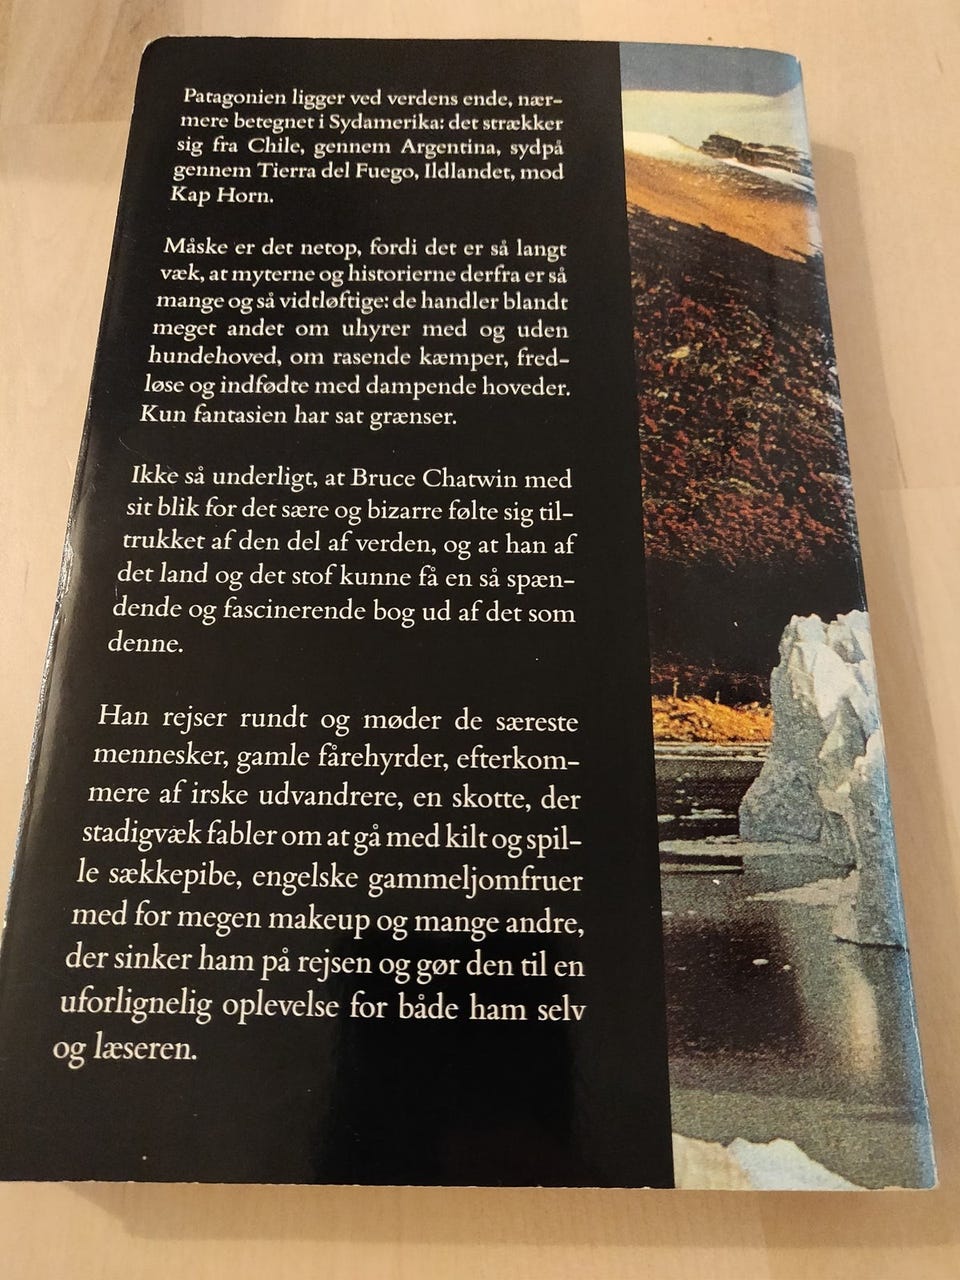 Patagonien ligger ved verdens ende, nær-
mere betegnet i Sydamerika: det strækker
sig fra Chile, gennem Argentina, sydpå
gennem Tierra del Fuego, Ildlandet, mod
Kap Horn.
Måske er det netop, fordi det er så langt
væk, at myterne og historierne derfra er så
mange og så vidtløftige: de handler blandt
meget andet om uhyrer med og uden
hundehoved, om rasende kæmper, fred-
løse og indfødte med dampende hoveder.
Kun fantasien har sat grænser.
Ikke så underligt, at Bruce Chatwin med
sit blik for det sære og bizarre følte sig til-
trukket af den del af verden, og at han af
det land og det stof kunne få en så spæn-
dende og fascinerende bog ud af det som
denne.
Han rejser rundt og møder de særeste
mennesker, gamle fårehyrder, efterkom-
mere af irske udvandrere, en skotte, der
stadigvæk fabler om at gå med kilt og spil-
le sækkepibe, engelske gammeljomfruer
med for megen makeup og mange andre,
der sinker ham på rejsen og gør den til en
uforlignelig oplevelse for både ham selv
og læseren.